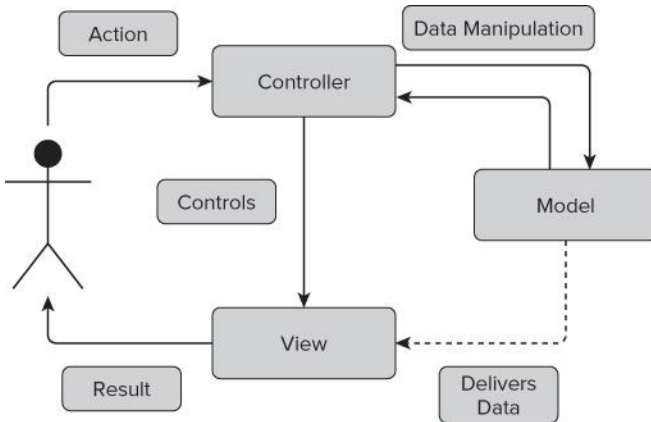 Action
Data Manipulation
Controller
Controls
Model
View
Result
Delivers
Data